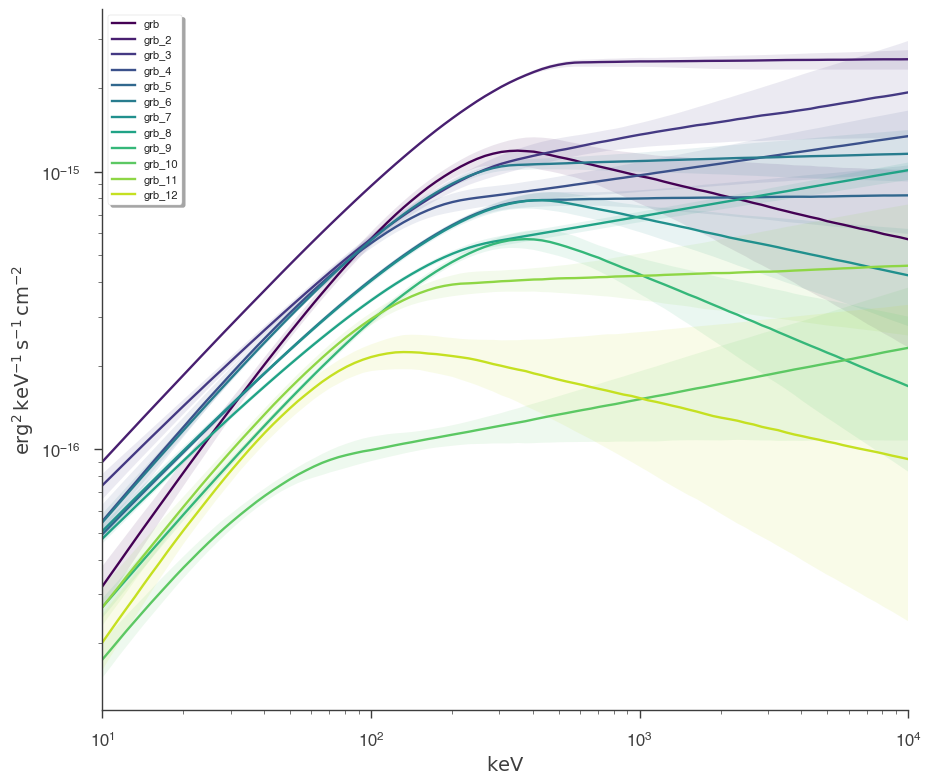 grb
grb_2
grb_3
grb_4
grb_5
grb_6
grb_7
grb_8
grb_9
grb_10
grb_11
grb_12
10⁻¹⁵
10⁻¹⁶
erg² keV⁻¹ s⁻¹ cm⁻²
10¹ 10² 10³ 10⁴
keV